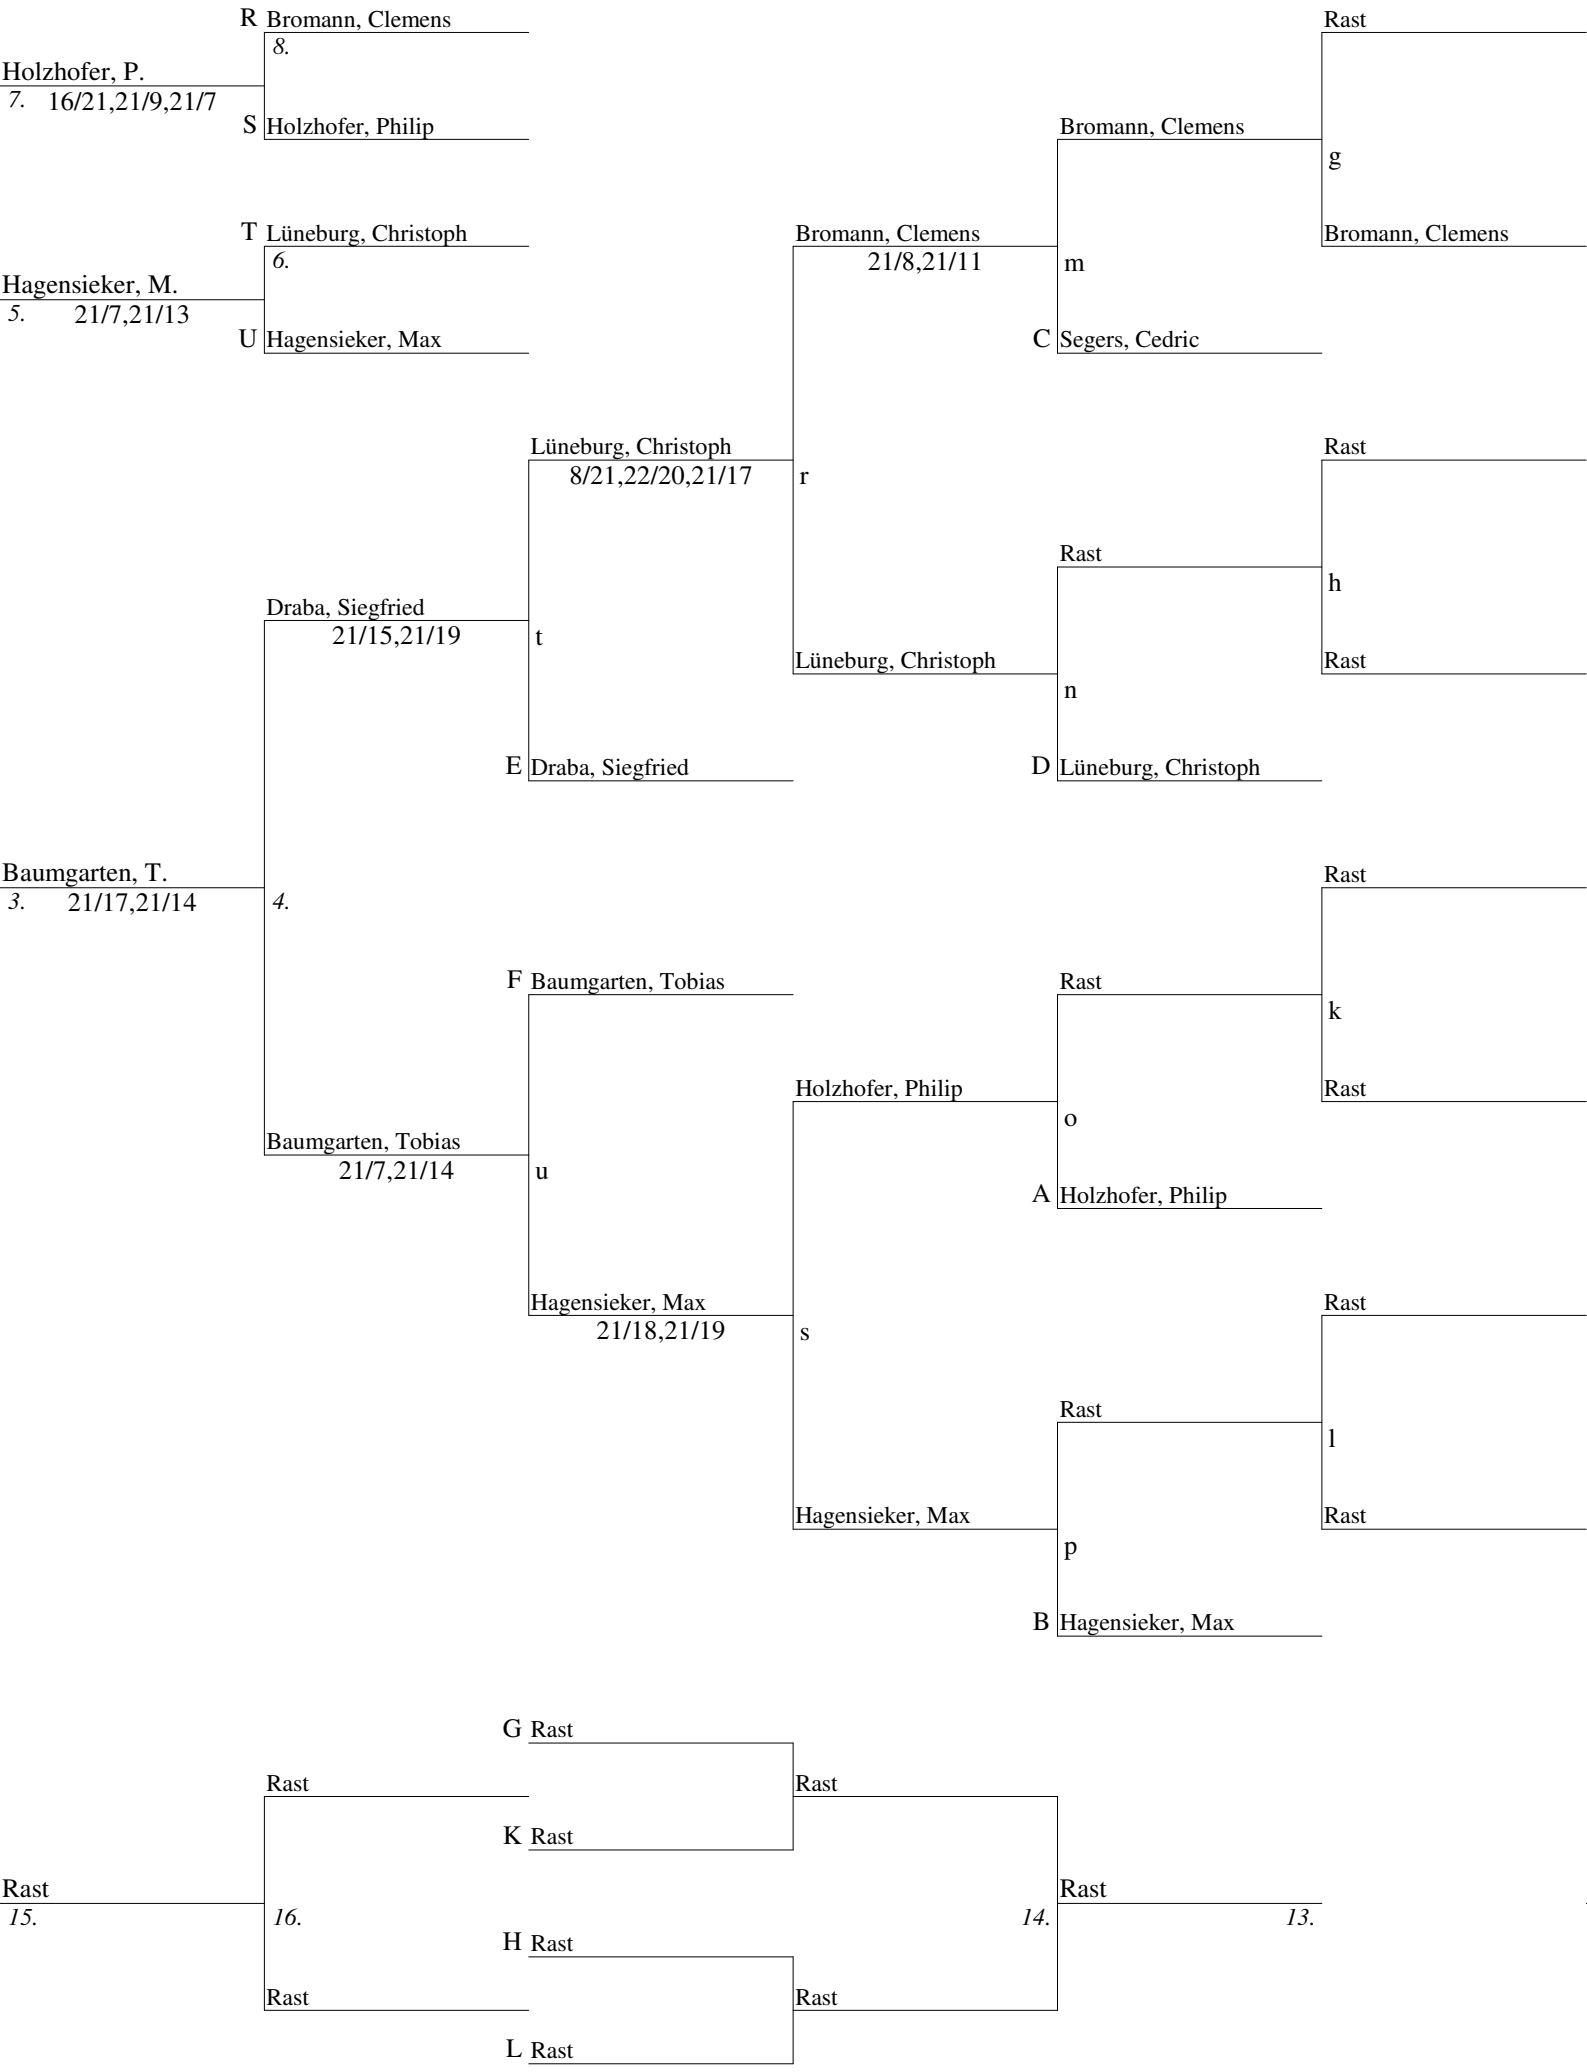 R Bromann, Clemens Rast
8.
Holzhofer, P.
7. 16/21,21/9,21/7
S Holzhofer, Philip Bromann, Clemens
g
T Lüneburg, Christoph Bromann, Clemens Bromann, Clemens
6. 21/8,21/11 m
Hagensieker, M.
5. 21/7,21/13
U Hagensieker, Max C Segers, Cedric
Lüneburg, Christoph Rast
8/21,22/20,21/17 r
Rast
h
Draba, Siegfried
21/15,21/19 t
Lüneburg, Christoph Rast
n
E Draba, Siegfried D Lüneburg, Christoph
Baumgarten, T. Rast
3. 21/17,21/14 4.
F Baumgarten, Tobias Rast
k
Holzhofer, Philip Rast
o
Baumgarten, Tobias
21/7,21/14 u
A Holzhofer, Philip
Hagensieker, Max Rast
21/18,21/19 s
Rast
l
Hagensieker, Max Rast
p
B Hagensieker, Max
G Rast
Rast Rast
K Rast
Rast Rast
15. 16. 14. 13.
H Rast
Rast Rast
L Rast